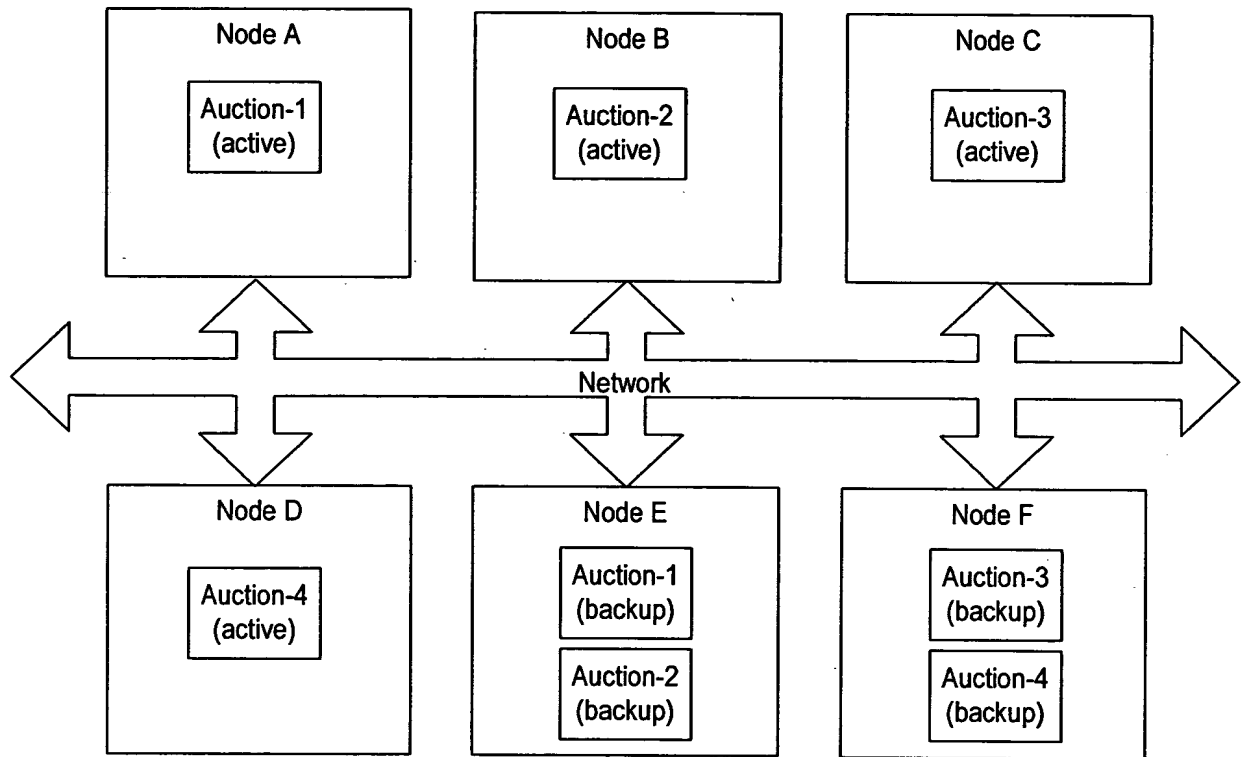 Node A
Auction-1
(active)
Node B
Auction-2
(active)
Node C
Auction-3
(active)
Network
Node D
Auction-4
(active)
Node E
Auction-1
(backup)
Auction-2
(backup)
Node F
Auction-3
(backup)
Auction-4
(backup)